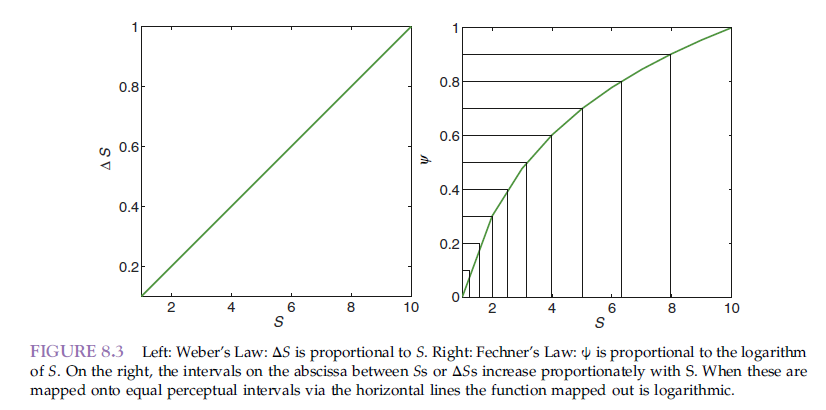 1
0.8
0.6
0.4
0.2
Δ S
2 4 6 8 10
S
1
0.8
0.6
0.4
0.2
0
ψ
2 4 6 8 10
S
FIGURE 8.3 Left: Weber's Law: ΔS is proportional to S. Right: Fechner's Law: ψ is proportional to the logarithm
of S. On the right, the intervals on the abscissa between Ss or ΔSs increase proportionately with S. When these are
mapped onto equal perceptual intervals via the horizontal lines the function mapped out is logarithmic.